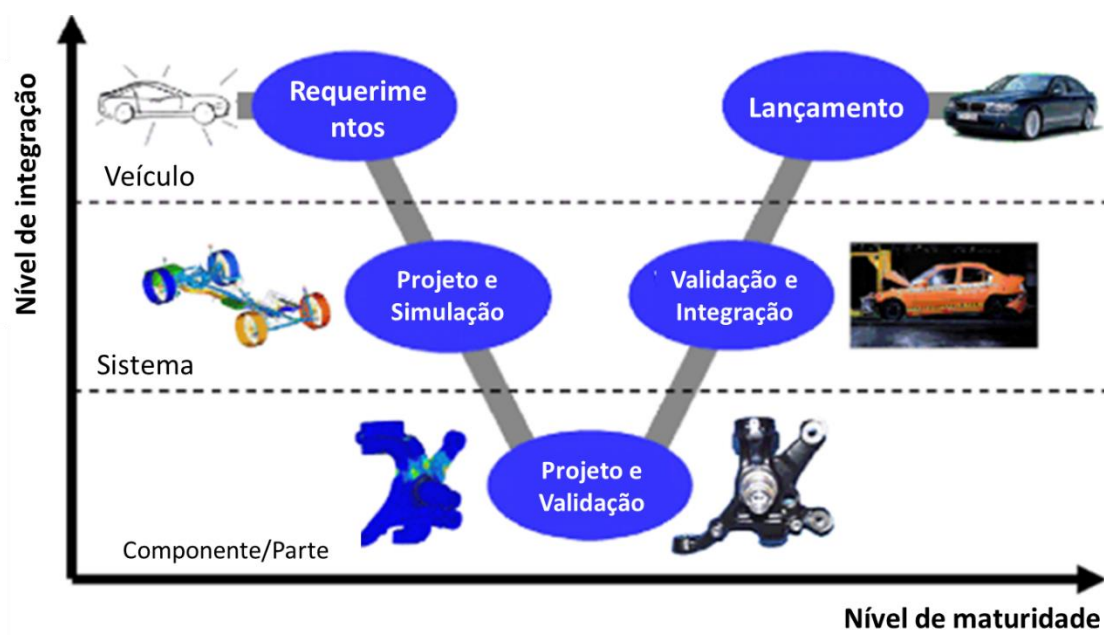 Nível de integração
Requerime
ntos
Lançamento
Veículo
Projeto e
Simulação
Validação e
Integração
Sistema
Projeto e
Validação
Componente/Parte
Nível de maturidade